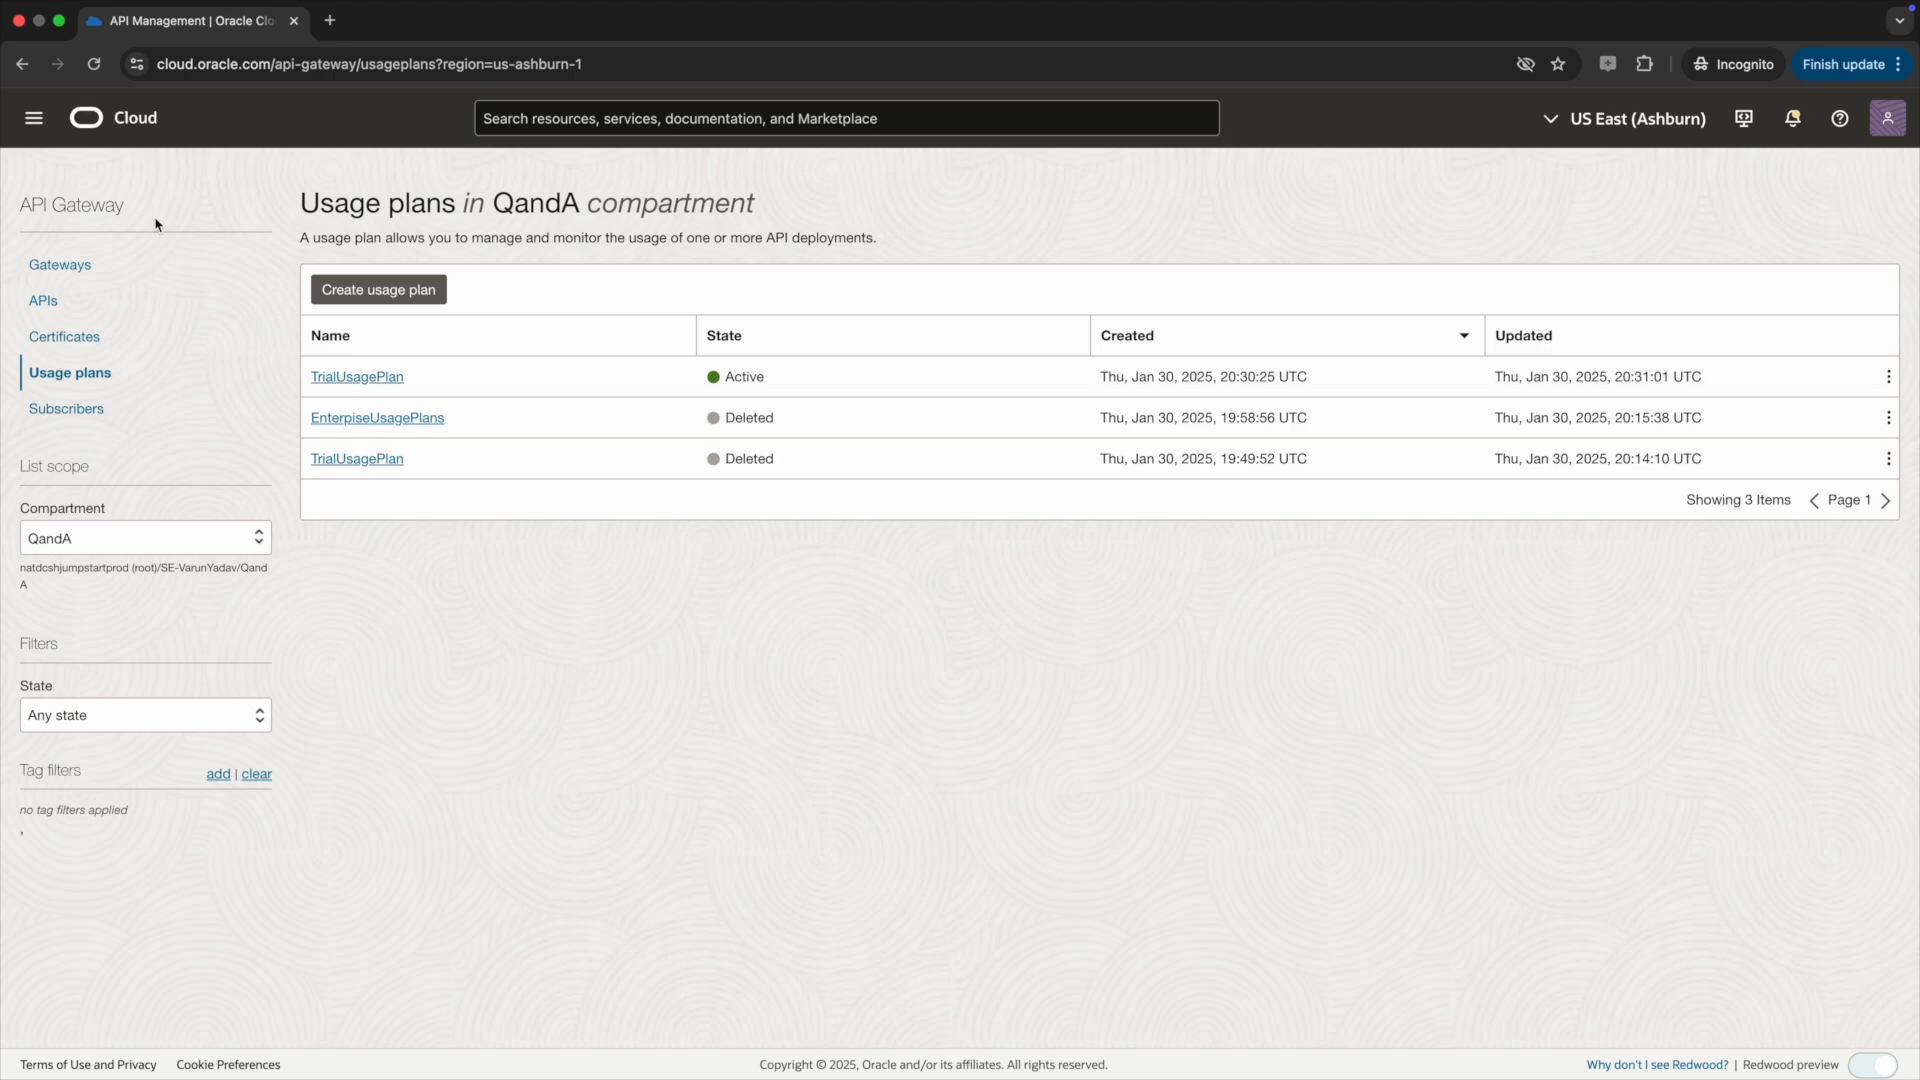 API Management | Oracle Clo
cloud.oracle.com/api-gateway/usageplans?region=us-ashburn-1
Incognito
Finish update
Cloud
Search resources, services, documentation, and Marketplace
US East (Ashburn)
API Gateway
Gateways
APIs
Certificates
Usage plans
Subscribers
List scope
Compartment
QandA
natdcshjumpstartprod (root)/SE-VarunYadav/Qand
A
Filters
State
Any state
Tag filters
add | clear
no tag filters applied
,
Usage plans in QandA compartment
A usage plan allows you to manage and monitor the usage of one or more API deployments.
Create usage plan
Name State Created Updated
TrialUsagePlan Active Thu, Jan 30, 2025, 20:30:25 UTC Thu, Jan 30, 2025, 20:31:01 UTC
EnterpiseUsagePlans Deleted Thu, Jan 30, 2025, 19:58:56 UTC Thu, Jan 30, 2025, 20:15:38 UTC
TrialUsagePlan Deleted Thu, Jan 30, 2025, 19:49:52 UTC Thu, Jan 30, 2025, 20:14:10 UTC
Showing 3 Items Page 1
Terms of Use and Privacy Cookie Preferences
Copyright © 2025, Oracle and/or its affiliates. All rights reserved.
Why don't I see Redwood? | Redwood preview